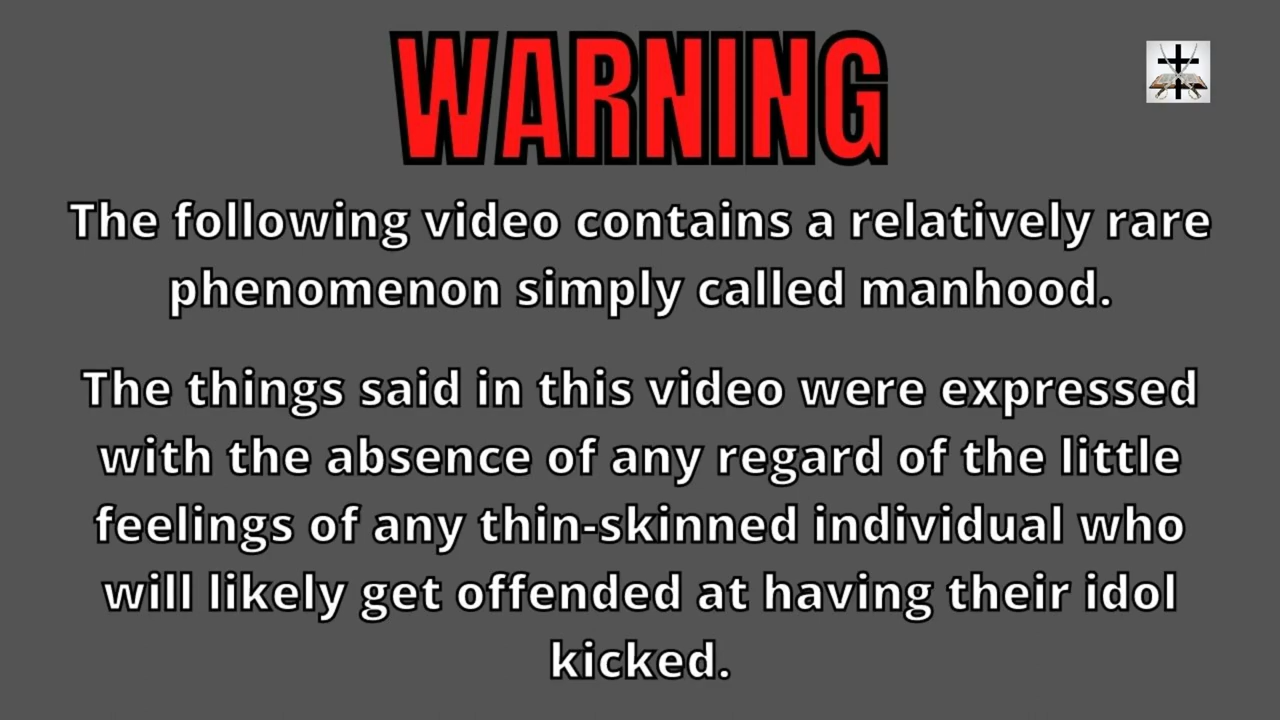 WARNING
The following video contains a relatively rare
phenomenon simply called manhood.
The things said in this video were expressed
with the absence of any regard of the little
feelings of any thin-skinned individual who
will likely get offended at having their idol
kicked.